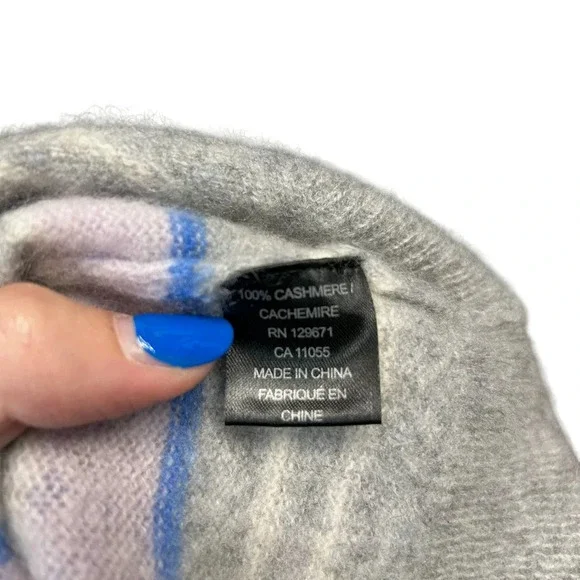 100% CASHMERE /
CACHEMIRE
RN 129671
CA 11055
MADE IN CHINA
FABRIQUÉ EN
CHINE